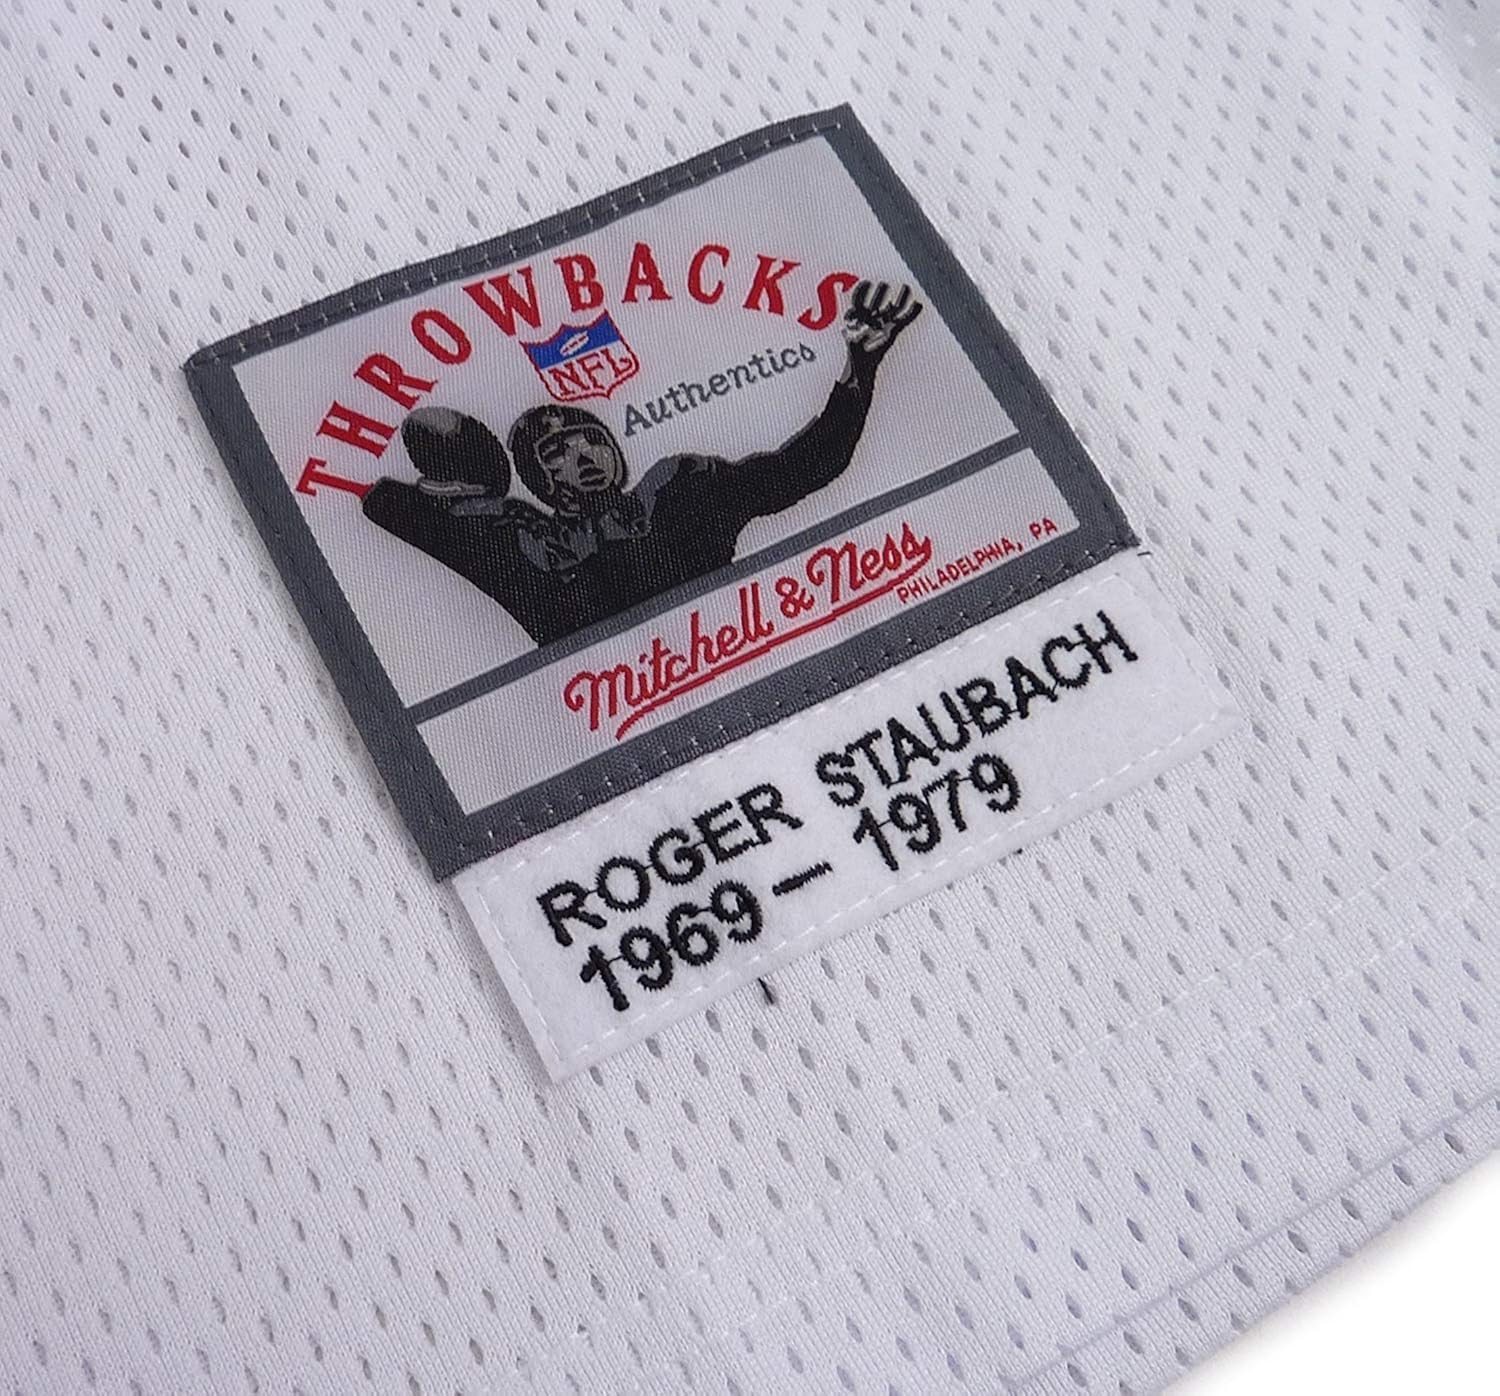 THROWBACKS
NFL
Authentics
Mitchell & Ness
PHILADELPHIA, PA
ROGER STAUBACH
1969 - 1979